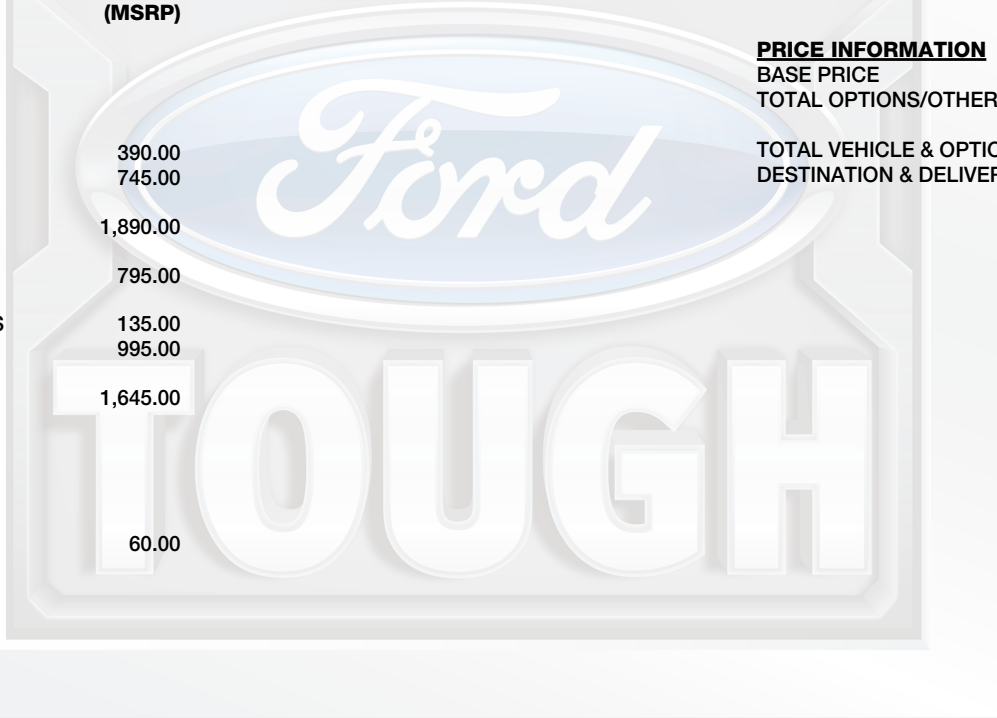 (MSRP)
390.00
745.00
1,890.00
795.00
S 135.00
995.00
1,645.00
60.00
PRICE INFORMATION
BASE PRICE
TOTAL OPTIONS/OTHER
TOTAL VEHICLE & OPTIO
DESTINATION & DELIVER
Ford
TOUGH